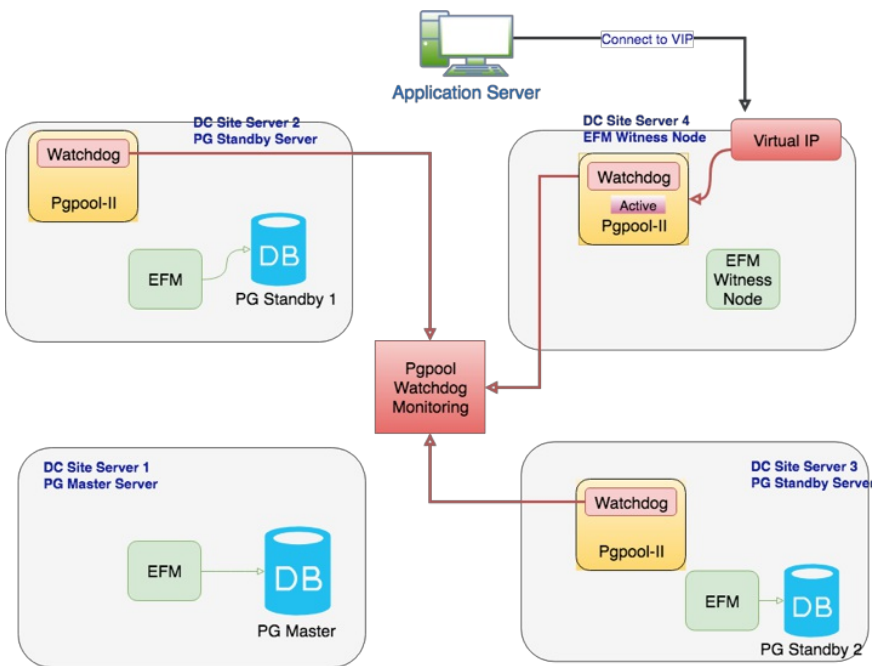 Connect to VIP
Application Server
DC Site Server 2
PG Standby Server
Watchdog
Pgpool-II
EFM
DB
PG Standby 1
DC Site Server 4
EFM Witness Node
Virtual IP
Watchdog
Active
Pgpool-II
EFM
Witness
Node
Pgpool
Watchdog
Monitoring
DC Site Server 1
PG Master Server
EFM
DB
PG Master
DC Site Server 3
PG Standby Server
Watchdog
Pgpool-II
EFM
DB
PG Standby 2